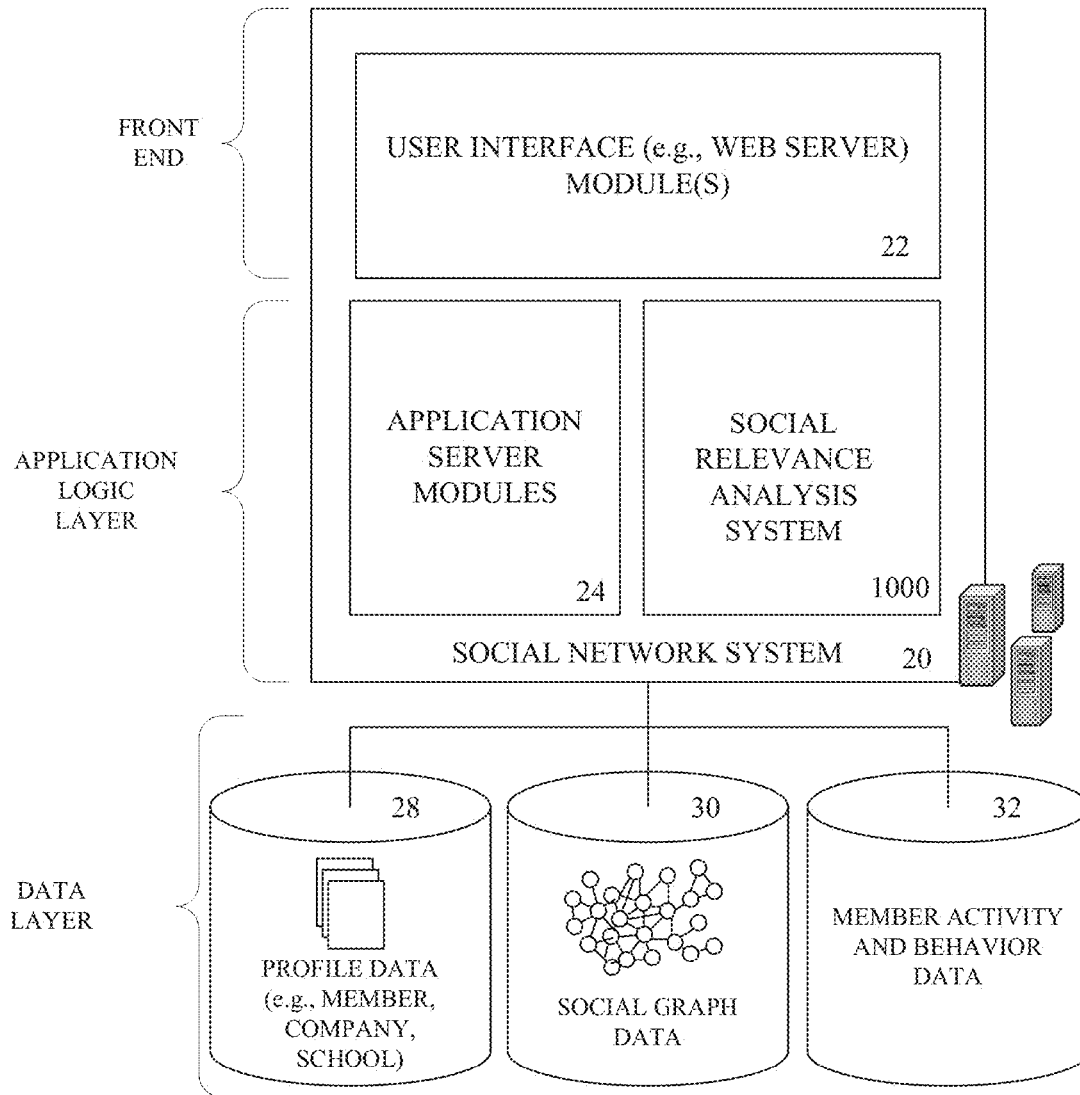 FRONT
END
USER INTERFACE (e.g., WEB SERVER)
MODULE(S)
22
APPLICATION
LOGIC
LAYER
APPLICATION
SERVER
MODULES
24
SOCIAL
RELEVANCE
ANALYSIS
SYSTEM
1000
SOCIAL NETWORK SYSTEM
20
DATA
LAYER
28
PROFILE DATA
(e.g., MEMBER,
COMPANY,
SCHOOL)
30
SOCIAL GRAPH
DATA
32
MEMBER ACTIVITY
AND BEHAVIOR
DATA